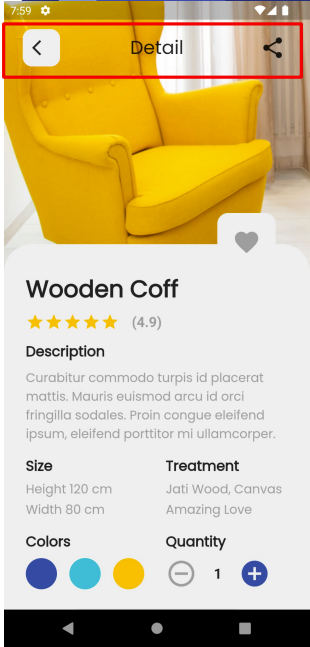 7:59
Detail
Wooden Coff
(4.9)
Description
Curabitur commodo turpis id placerat
mattis. Mauris euismod arcu id orci
fringilla sodales. Proin congue eleifend
ipsum, eleifend porttitor mi ullamcorper.
Size
Treatment
Height 120 cm
Jati Wood, Canvas
Width 80 cm
Amazing Love
Colors
Quantity
1